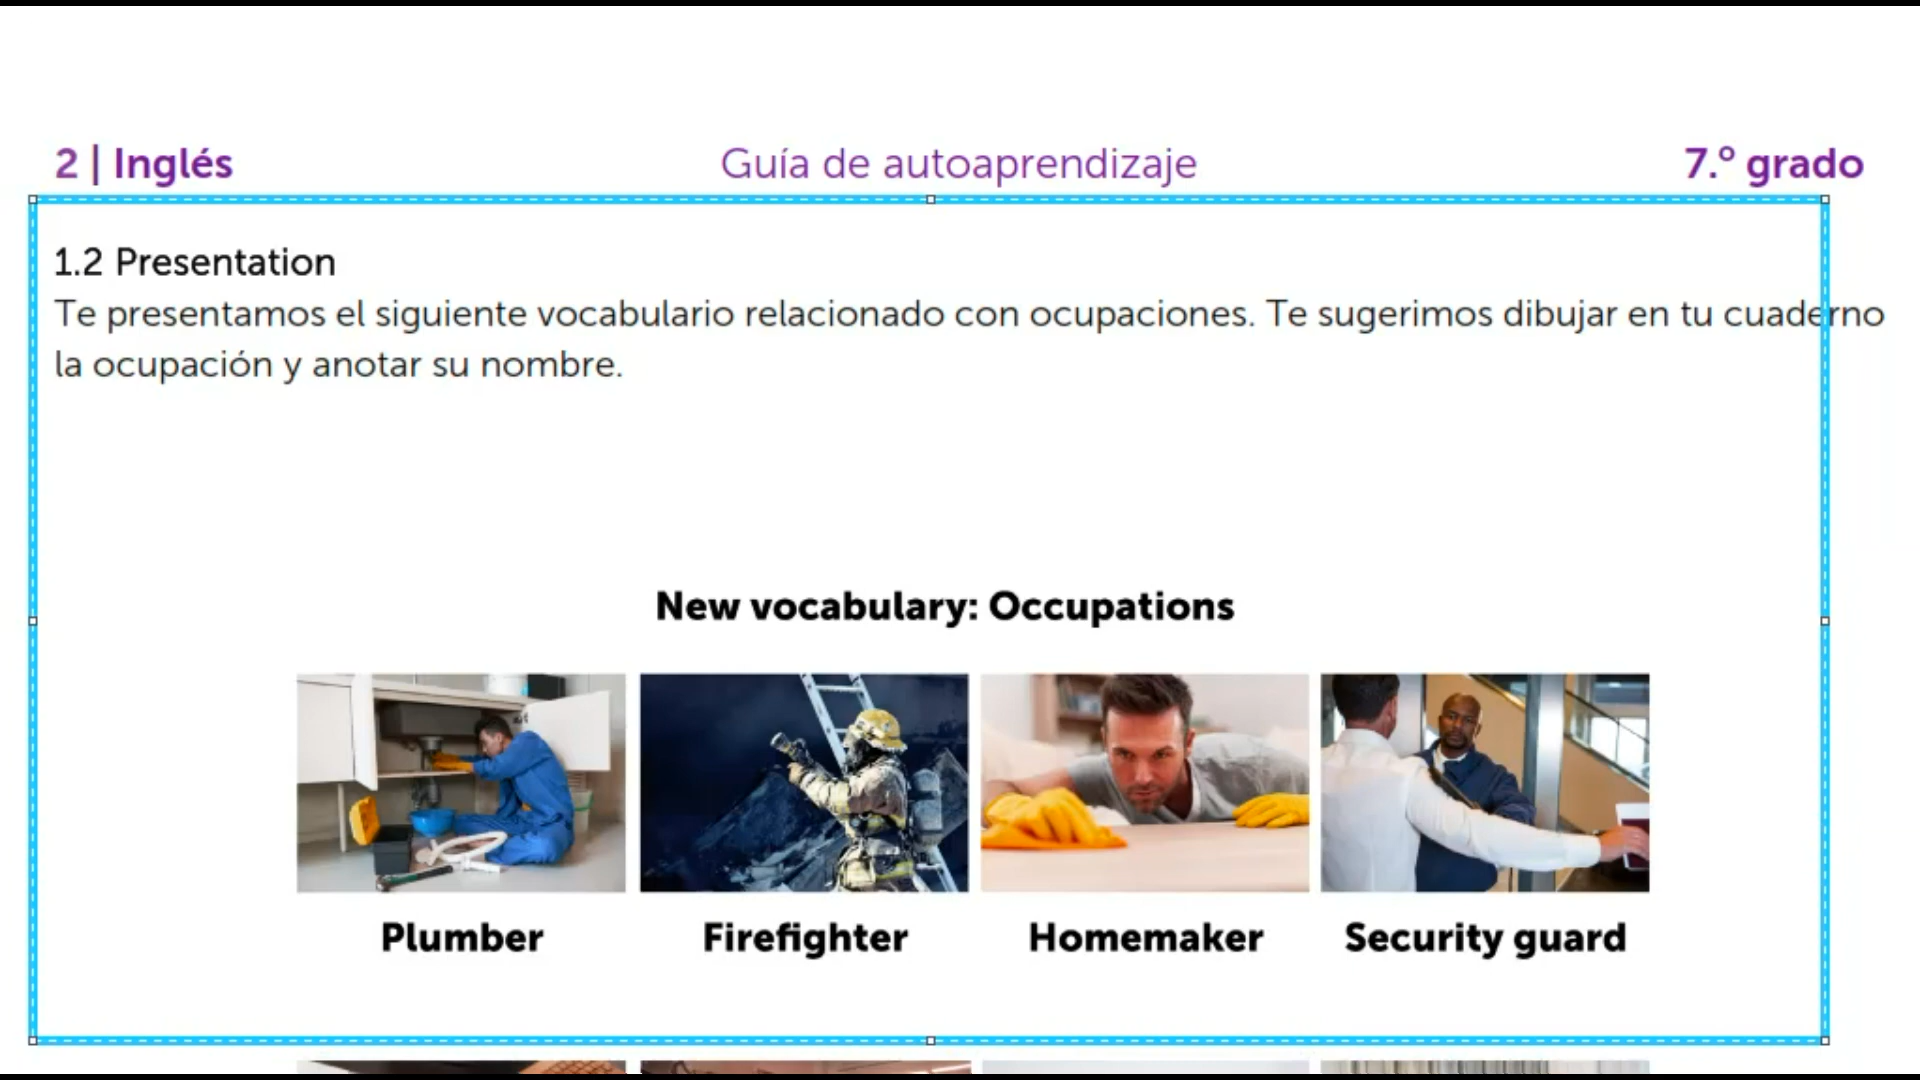 2 | Inglés
Guía de autoaprendizaje
7.º grado
1.2 Presentation
Te presentamos el siguiente vocabulario relacionado con ocupaciones. Te sugerimos dibujar en tu cuaderno
la ocupación y anotar su nombre.
New vocabulary: Occupations
Plumber
Firefighter
Homemaker
Security guard